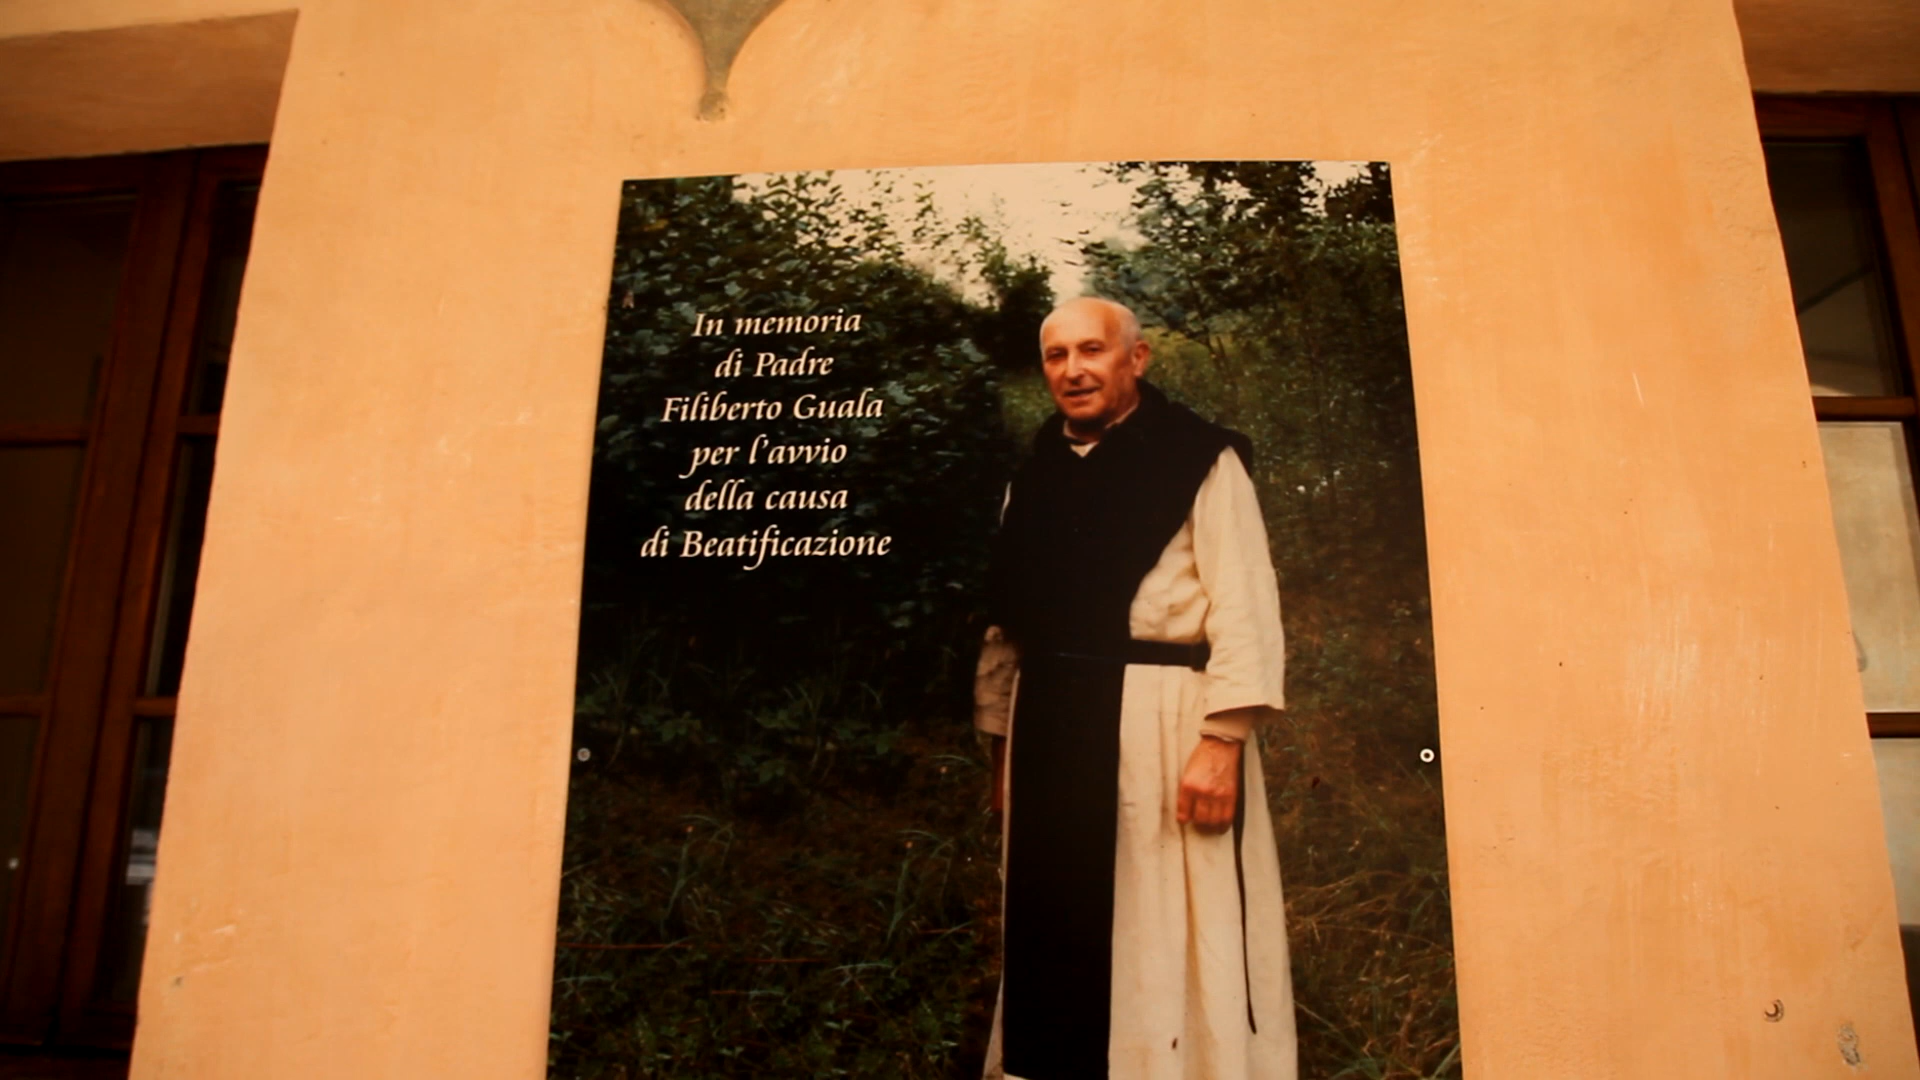 In memoria
di Padre
Filiberto Guala
per l'avvio
della causa
di Beatificazione